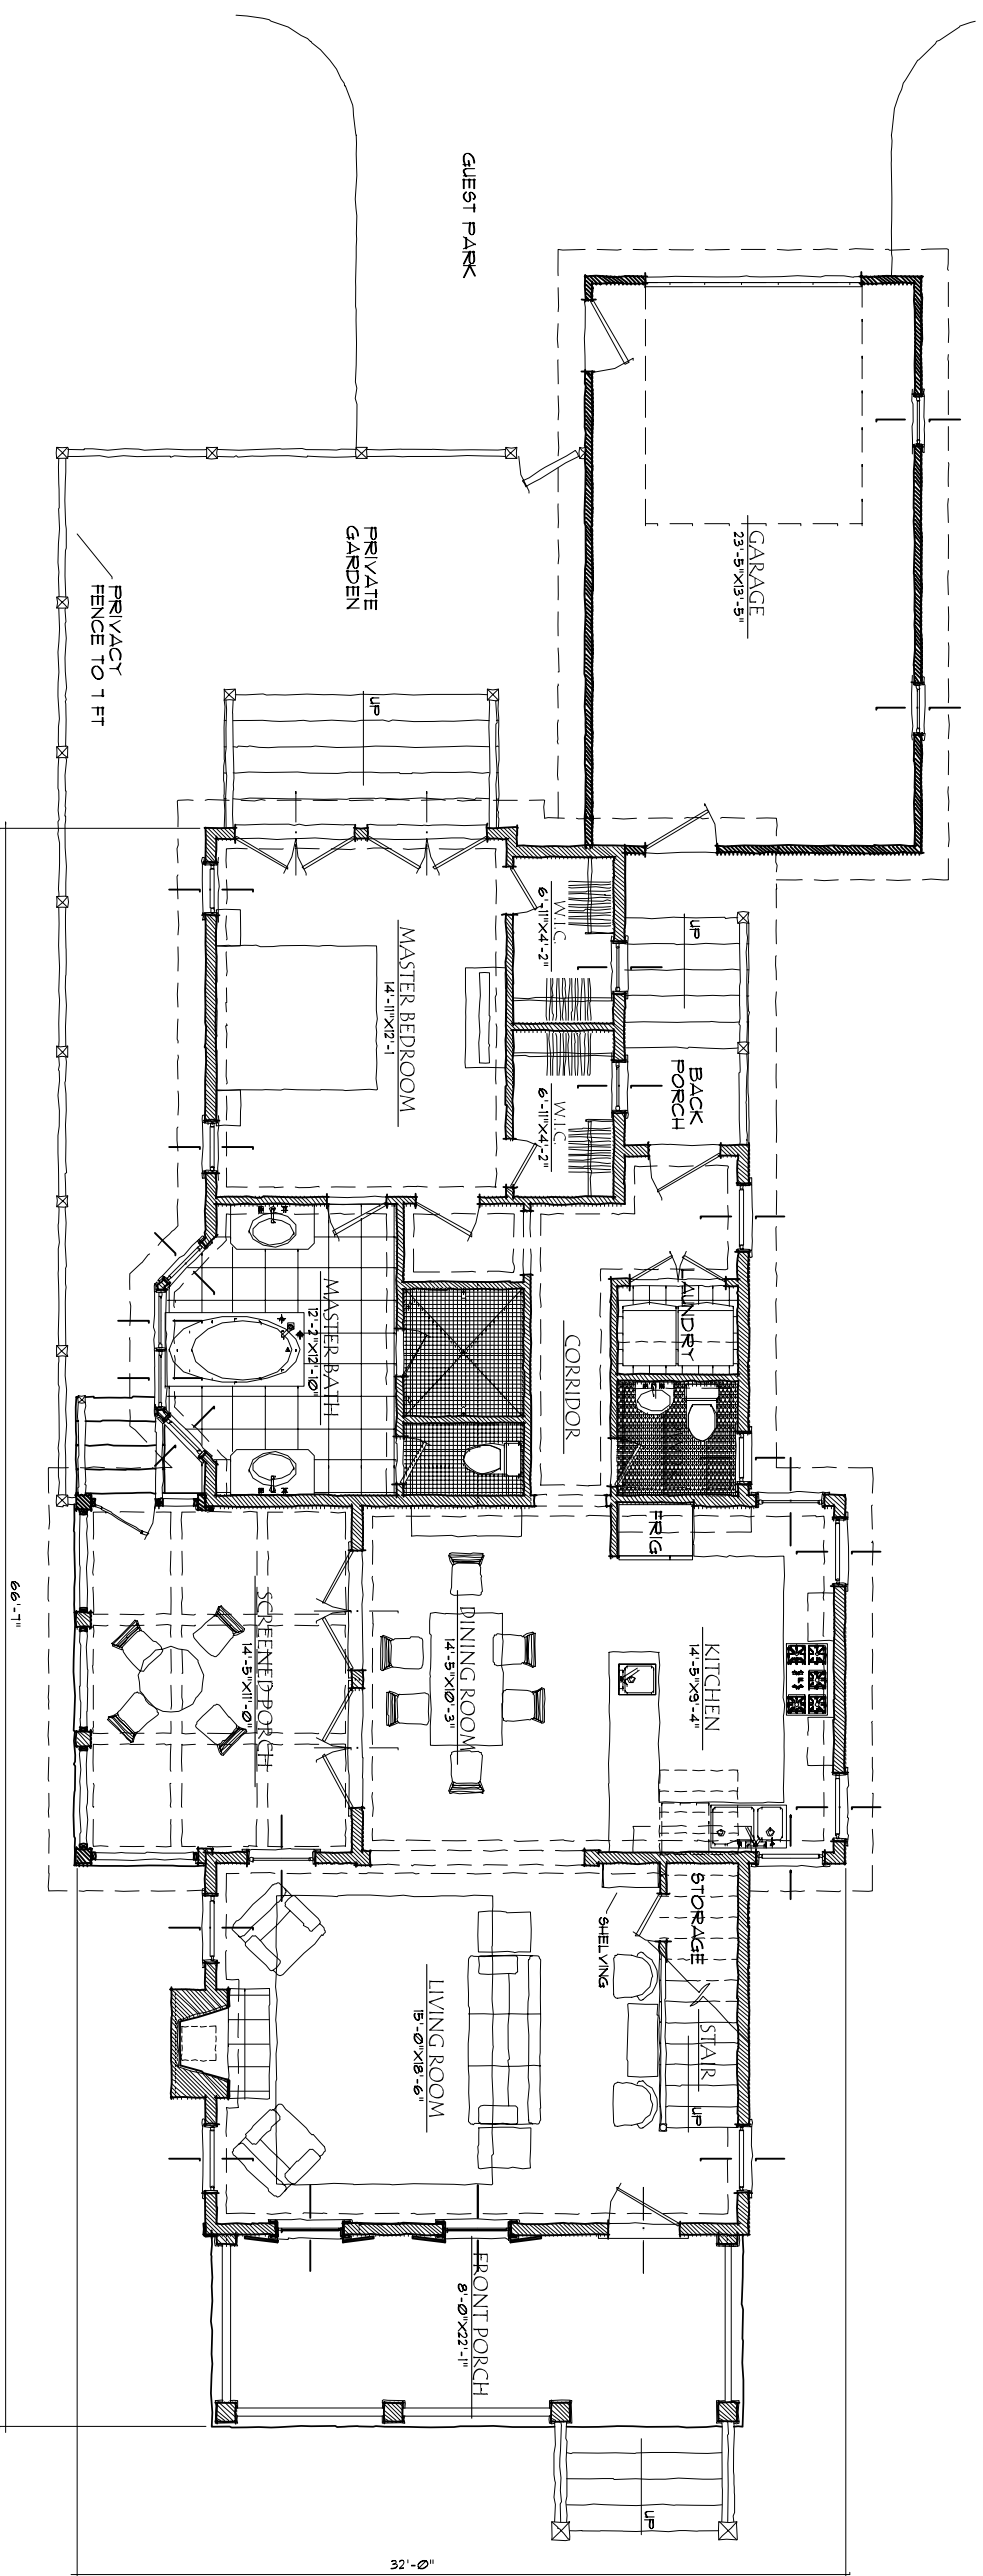 GUEST PARK
GARAGE
23'-5"X13'-5"
PRIVATE
GARDEN
PRIVACY
FENCE TO 7 FT
UP
W.I.C.
6'-11"X4'-2"
UP
MASTER BEDROOM
14'-11"X12'-1
BACK
PORCH
W.I.C.
6'-11"X4'-2"
LAUNDRY
MASTER BATH
12'-2"X12'-10"
CORRIDOR
FRIG
66'-7"
SCREENED PORCH
14'-5"X11'-0"
DINING ROOM
14'-5"X10'-3"
KITCHEN
14'-5"X9'-4"
STORAGE
SHELVING
STAIR
UP
LIVING ROOM
15'-0"X18'-6"
FRONT PORCH
8'-0"X22'-1"
UP
32'-0"